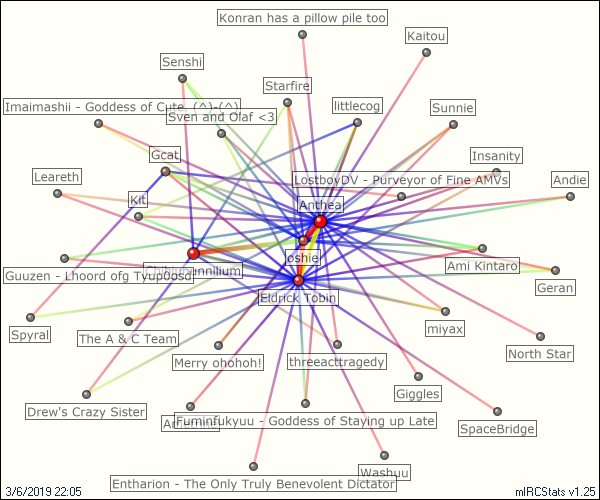 Konran has a pillow pile too
Kaitou
Senshi
Starfire
Imaimashii - Goddess of Cute (^)-(^)
littlecog
Sunnie
Sven and Olaf <3
Gcat
Insanity
Leareth
LostboyDV - Purveyor of Fine AMVs
Andie
Kit
Anthea
Joshie
Guuzen - Lhoord ofg Tvupoosd
Ami Kintaro
Geran
Eldrick Tobin
Spyral
The A & C Team
miyax
Merry ohohoh!
threeacttragedy
North Star
Giggles
Drew's Crazy Sister
Fuminfukyuu - Goddess of Staying up Late
SpaceBridge
Washuu
Entharion - The Only Truly Benevolent Dictator
3/6/2019 22:05
mIRCStats v1.25